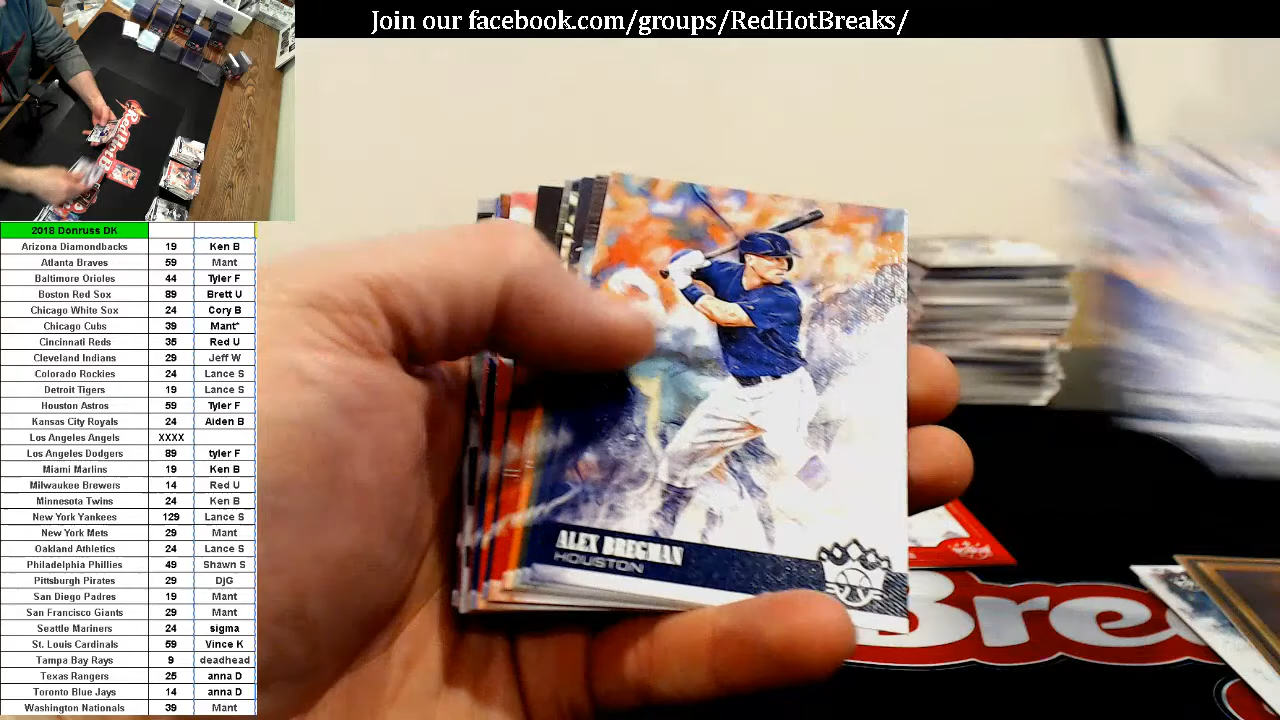 Join our facebook.com/groups/RedHotBreaks/
2018 Donruss DK
Arizona Diamondbacks 19 Ken B
Atlanta Braves 59 Mant
Baltimore Orioles 44 Tyler F
Boston Red Sox 89 Brett U
Chicago White Sox 24 Cory B
Chicago Cubs 39 Mant*
Cincinnati Reds 35 Red U
Cleveland Indians 29 Jeff W
Colorado Rockies 24 Lance S
Detroit Tigers 19 Lance S
Houston Astros 59 Tyler F
Kansas City Royals 24 Aiden B
Los Angeles Angels XXXX
Los Angeles Dodgers 89 tyler F
Miami Marlins 19 Ken B
Milwaukee Brewers 14 Red U
Minnesota Twins 24 Ken B
New York Yankees 129 Lance S
New York Mets 29 Mant
Oakland Athletics 24 Lance S
Philadelphia Phillies 49 Shawn S
Pittsburgh Pirates 29 DjG
San Diego Padres 19 Mant
San Francisco Giants 29 Mant
Seattle Mariners 24 sigma
St. Louis Cardinals 59 Vince K
Tampa Bay Rays 9 deadhead
Texas Rangers 25 anna D
Toronto Blue Jays 14 anna D
Washington Nationals 39 Mant
ALEX BREGMAN
HOUSTON
Bre